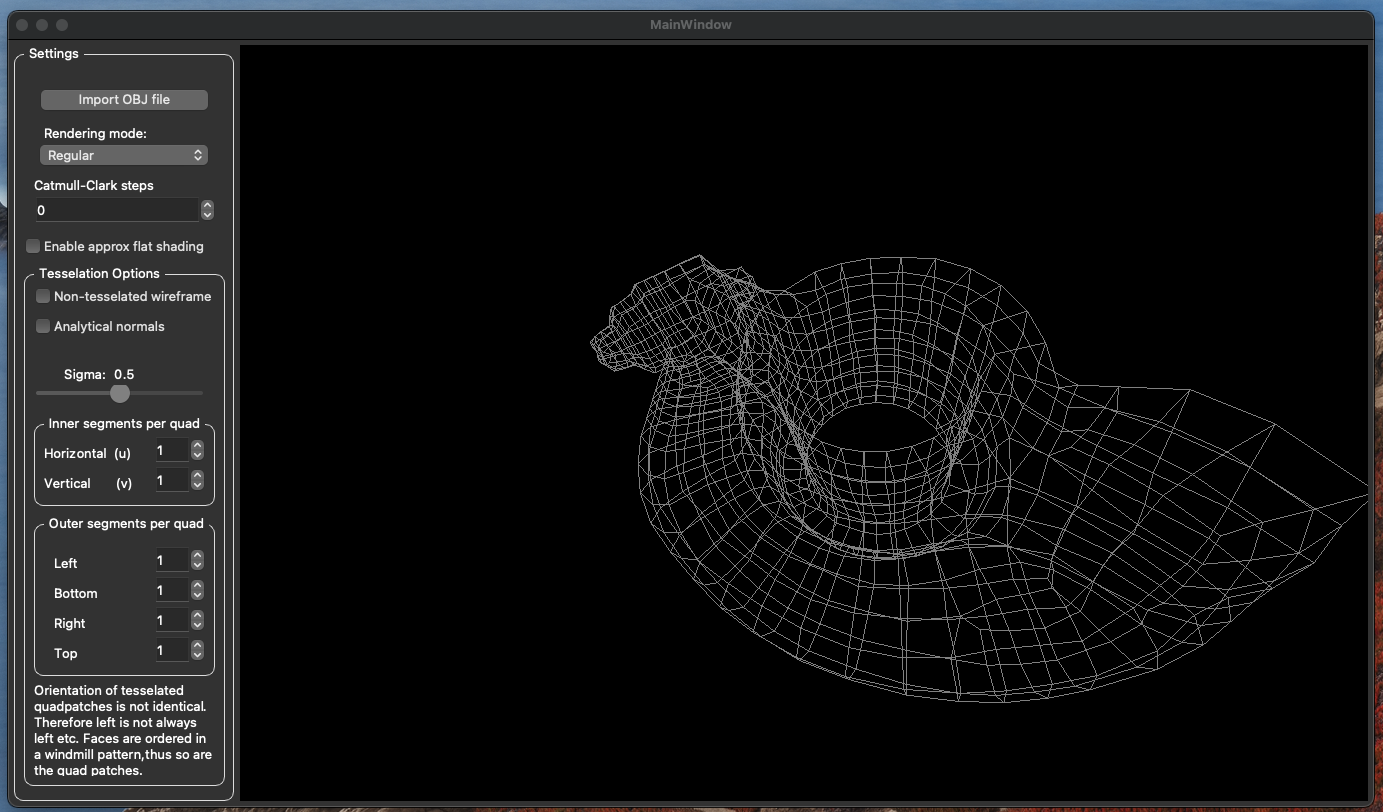 MainWindow
Settings
Import OBJ file
Rendering mode:
Regular
Catmull-Clark steps
0
Enable approx flat shading
Tesselation Options
Non-tesselated wireframe
Analytical normals
Sigma: 0.5
Inner segments per quad
Horizontal (u) 1
Vertical (v) 1
Outer segments per quad
Left 1
Bottom 1
Right 1
Top 1
Orientation of tesselated
quadpatches is not identical.
Therefore left is not always
left etc. Faces are ordered in
a windmill pattern,thus so are
the quad patches.